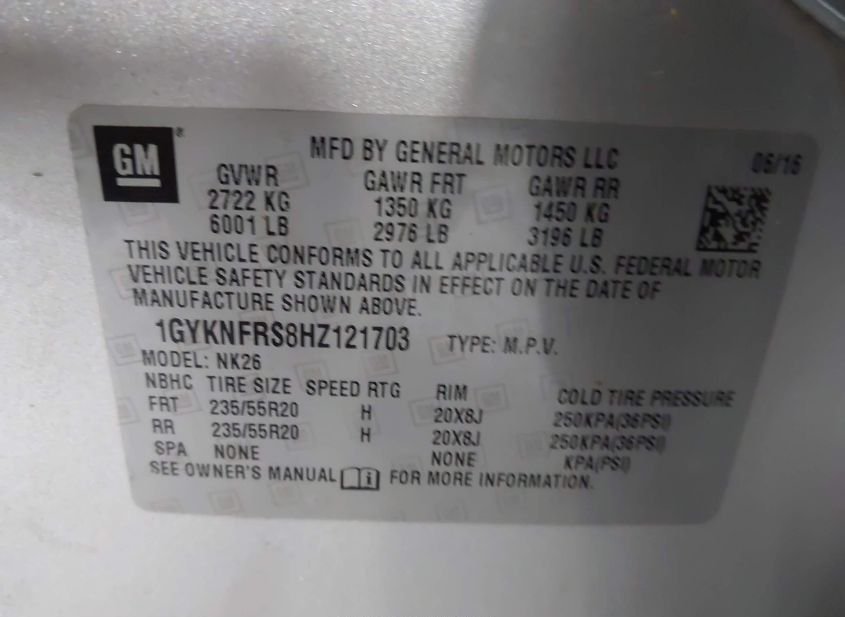 GM ®
MFD BY GENERAL MOTORS LLC 06/16
GVWR GAWR FRT GAWR RR
2722 KG 1350 KG 1450 KG
6001 LB 2976 LB 3196 LB
THIS VEHICLE CONFORMS TO ALL APPLICABLE U.S. FEDERAL MOTOR
VEHICLE SAFETY STANDARDS IN EFFECT ON THE DATE OF
MANUFACTURE SHOWN ABOVE.
1GYKNFRS8HZ121703 TYPE: M.P.V.
MODEL: NK26
NBHC TIRE SIZE SPEED RTG RIM COLD TIRE PRESSURE
FRT 235/55R20 H 20X8J 250KPA(36PSI)
RR 235/55R20 H 20X8J 250KPA(36PSI)
SPA NONE NONE KPA(PSI)
SEE OWNER'S MANUAL i FOR MORE INFORMATION.